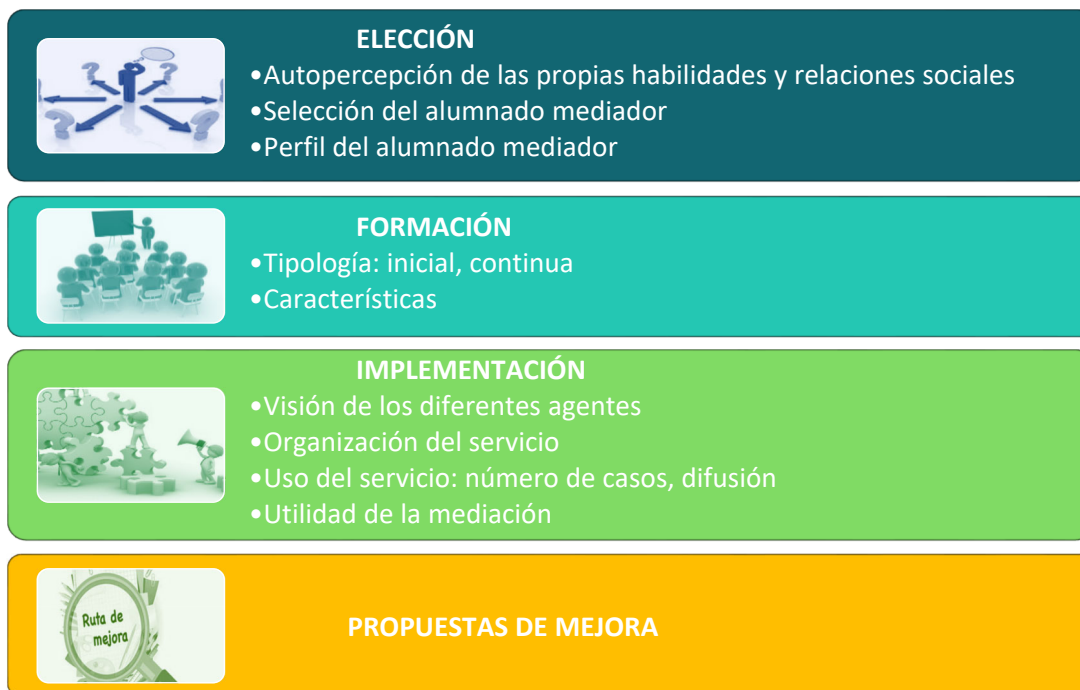 ELECCIÓN
•Autopercepción de las propias habilidades y relaciones sociales
•Selección del alumnado mediador
•Perfil del alumnado mediador
FORMACIÓN
•Tipología: inicial, continua
•Características
IMPLEMENTACIÓN
•Visión de los diferentes agentes
•Organización del servicio
•Uso del servicio: número de casos, difusión
•Utilidad de la mediación
Ruta de
mejora
PROPUESTAS DE MEJORA